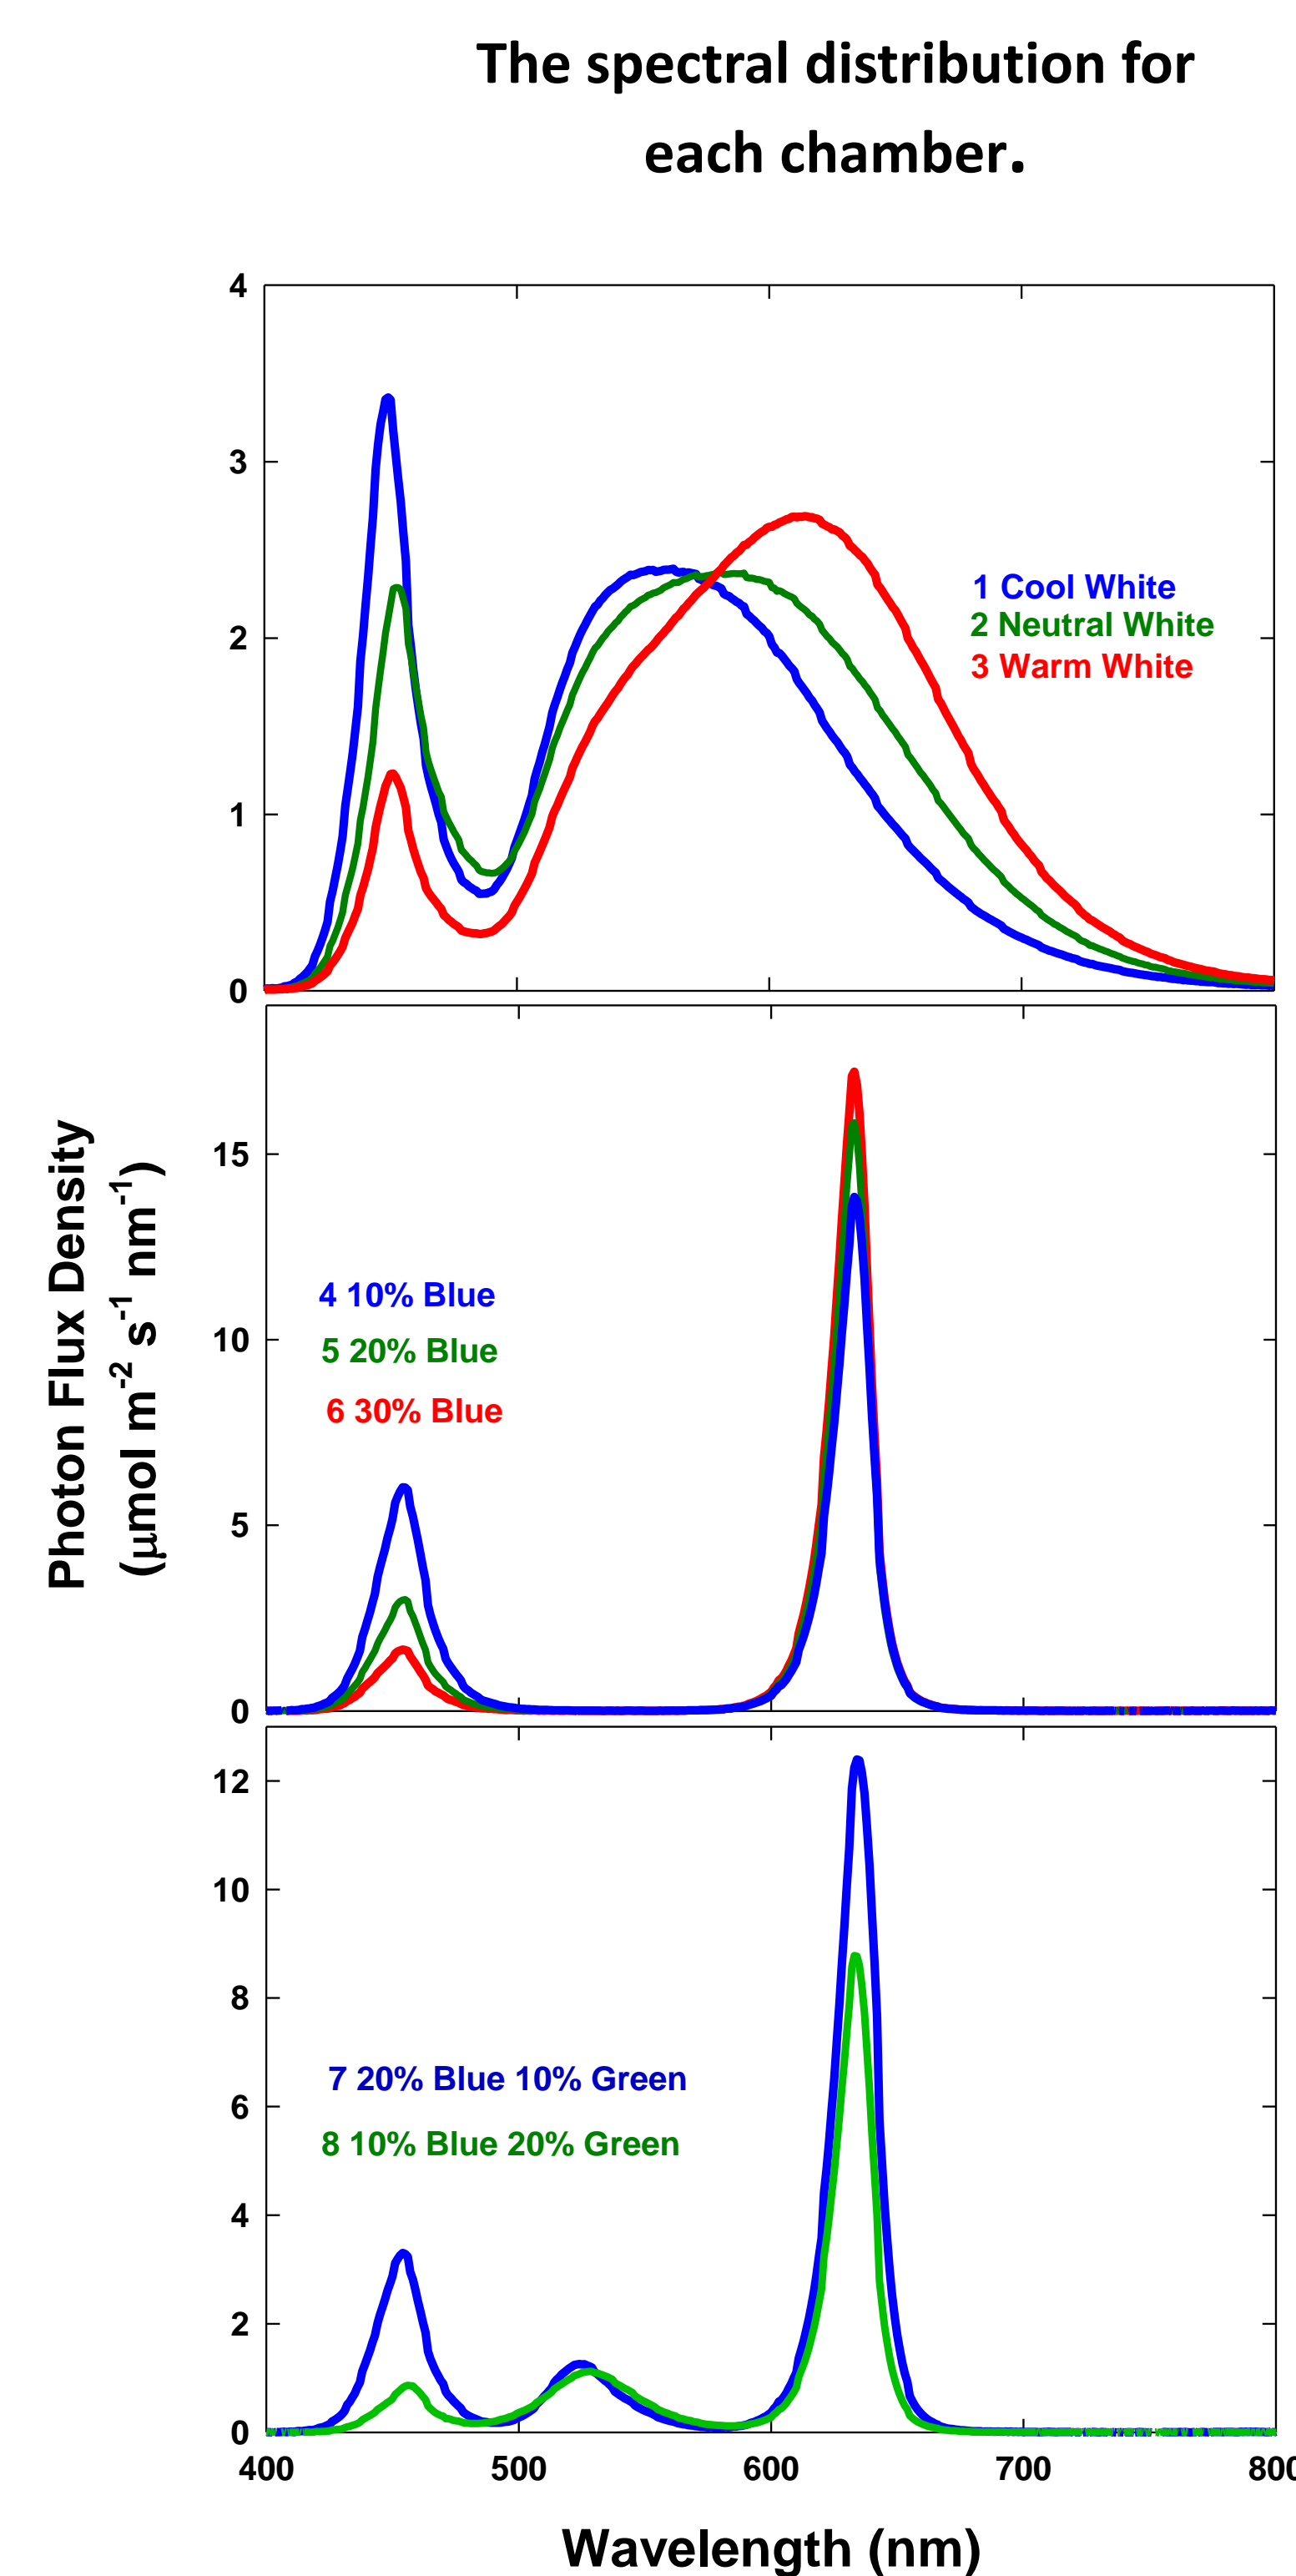 The spectral distribution for
each chamber.
4
3
2
1
0
1 Cool White
2 Neutral White
3 Warm White
Photon Flux Density
(μmol m-2 s-1 nm-1)
15
10
5
0
4 10% Blue
5 20% Blue
6 30% Blue
12
10
8
6
4
2
0
7 20% Blue 10% Green
8 10% Blue 20% Green
400 500 600 700 800
Wavelength (nm)